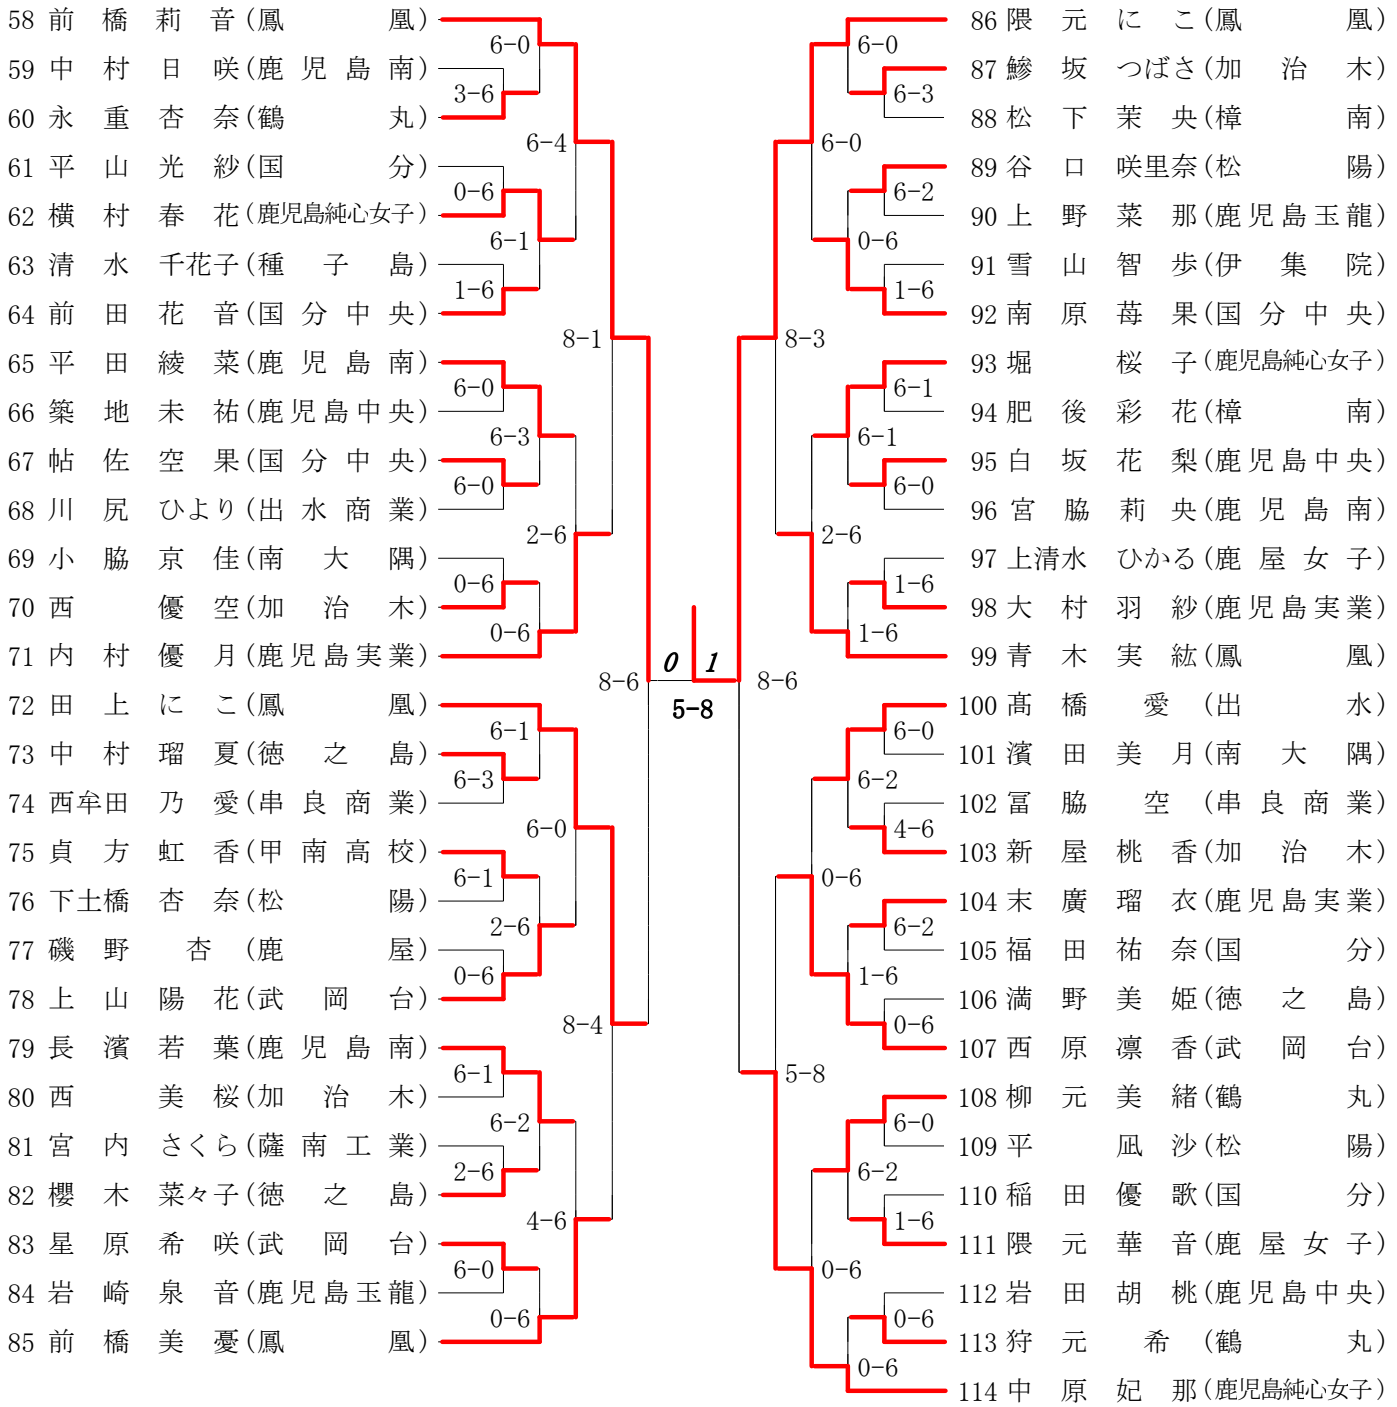 58 前橋莉音(鳳凰)
59 中村日咲(鹿児島南)
60 永重杏奈(鶴丸)
61 平山光紗(国分)
62 横村春花(鹿児島純心女子)
63 清水千花子(種子島)
64 前田花音(国分中央)
65 平田綾菜(鹿児島南)
66 築地未祐(鹿児島中央)
67 帖佐空果(国分中央)
68 川尻ひより(出水商業)
69 小脇京佳(南大隅)
70 西優空(加治木)
71 内村優月(鹿児島実業)
72 田上にこ(鳳凰)
73 中村瑠夏(徳之島)
74 西牟田乃愛(串良商業)
75 貞方虹香(甲南高校)
76 下土橋杏奈(松陽)
77 磯野杏(鹿屋)
78 上山陽花(武岡台)
79 長濱若葉(鹿児島南)
80 西美桜(加治木)
81 宮内さくら(薩南工業)
82 櫻木菜々子(徳之島)
83 星原希咲(武岡台)
84 岩崎泉音(鹿児島玉龍)
85 前橋美憂(鳳凰)
6-0
3-6
0-6
1-6
6-0
6-0
0-6
6-1
6-3
6-1
0-6
6-1
2-6
6-0
6-4
6-1
6-3
0-6
2-6
6-2
0-6
8-1
2-6
6-0
4-6
8-6
8-4
0 1
5-8
86 隈元にこ(鳳凰)
87 鰺坂つばさ(加治木)
88 松下茉央(樟南)
89 谷口咲里奈(松陽)
90 上野菜那(鹿児島玉龍)
91 雪山智歩(伊集院)
92 南原苺果(国分中央)
93 堀桜子(鹿児島純心女子)
94 肥後彩花(樟南)
95 白坂花梨(鹿児島中央)
96 宮脇莉央(鹿児島南)
97 上清水ひかる(鹿屋女子)
98 大村羽紗(鹿児島実業)
99 青木実紘(鳳凰)
100 髙橋愛(出水)
101 濱田美月(南大隅)
102 冨脇空(串良商業)
103 新屋桃香(加治木)
104 末廣瑠衣(鹿児島実業)
105 福田祐奈(国分)
106 満野美姫(徳之島)
107 西原凛香(武岡台)
108 柳元美緒(鶴丸)
109 平凪沙(松陽)
110 稲田優歌(国分)
111 隈元華音(鹿屋女子)
112 岩田胡桃(鹿児島中央)
113 狩元希(鶴丸)
114 中原妃那(鹿児島純心女子)
6-0
6-3
6-0
6-2
0-6
1-6
8-3
6-1
6-1
6-0
2-6
1-6
1-6
8-6
6-0
6-2
4-6
0-6
6-2
1-6
0-6
5-8
6-0
6-2
1-6
0-6
0-6
0-6